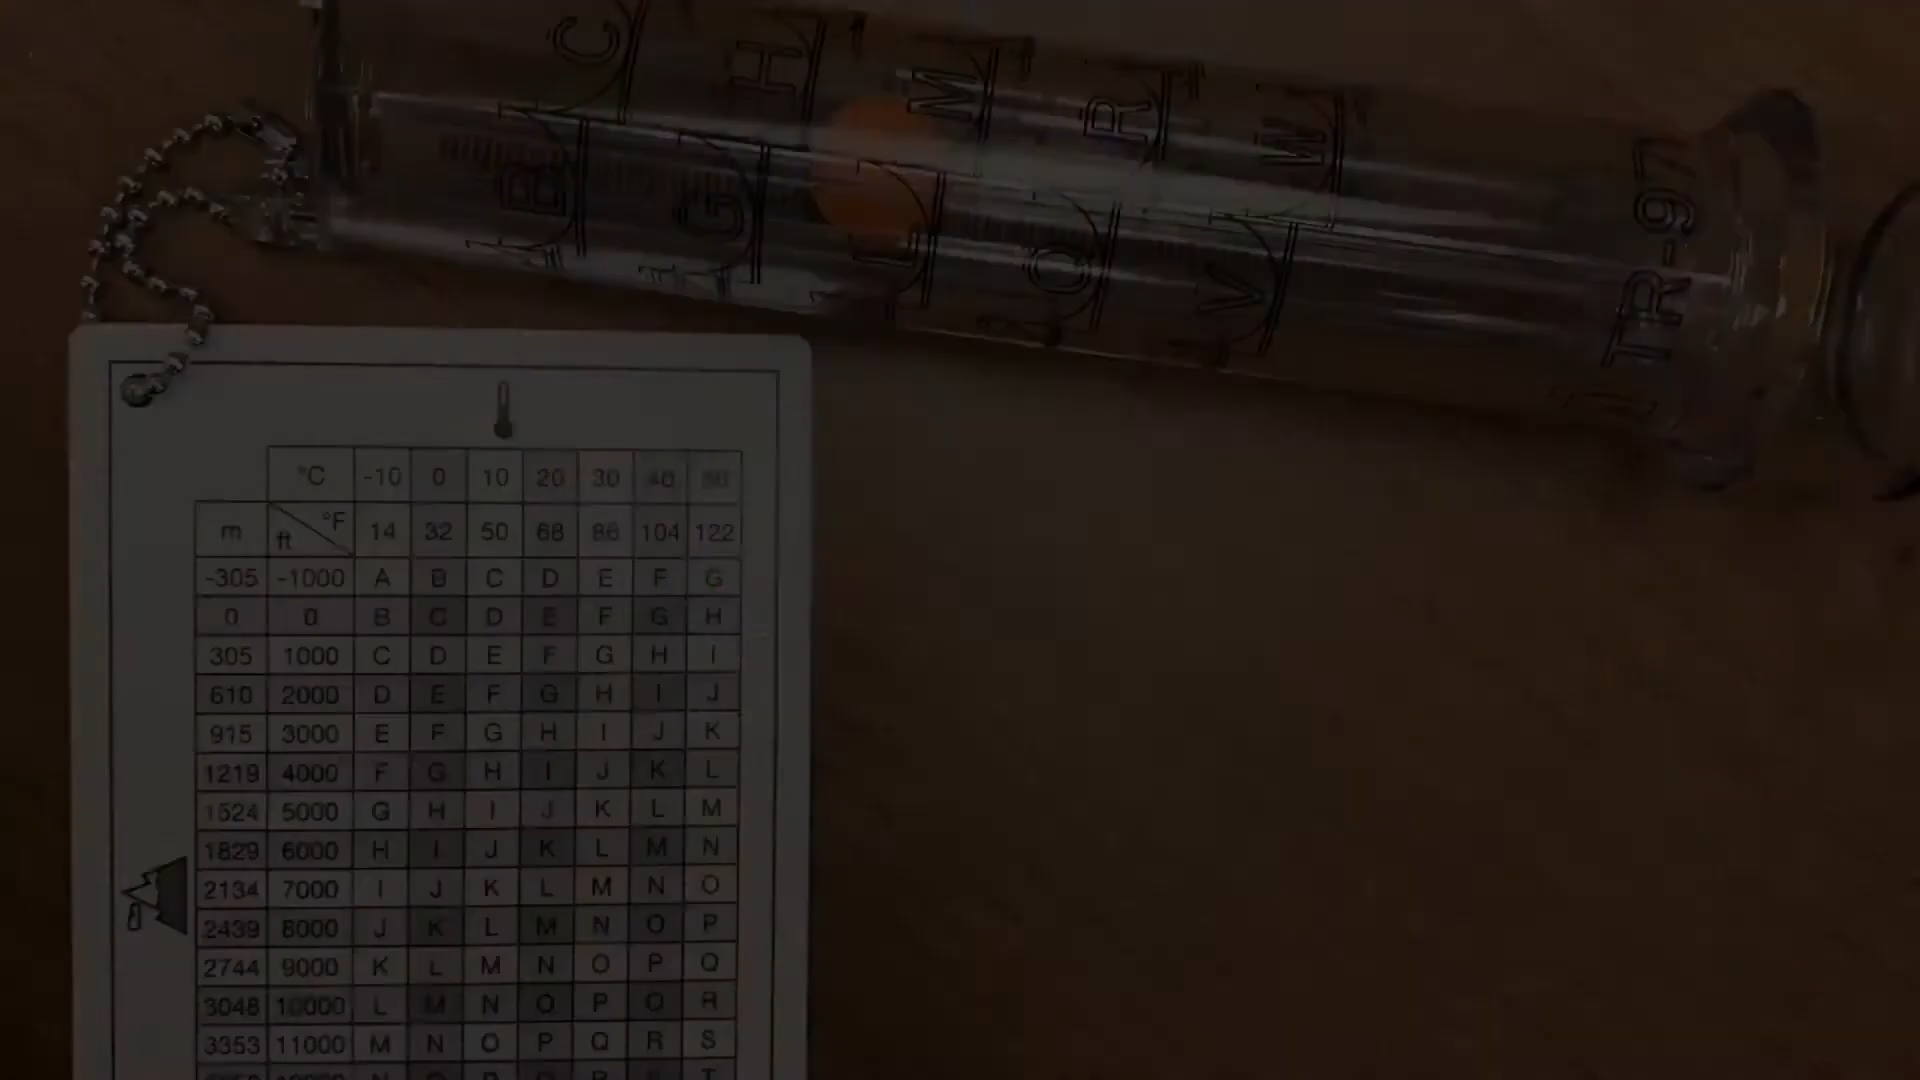 C H M R W
B G L Q V
TR-97
°C -10 0 10 20 30 40 50
m ft °F 14 32 50 68 86 104 122
-305 -1000 A B C D E F G
0 0 B C D E F G H
305 1000 C D E F G H I
610 2000 D E F G H I J
915 3000 E F G H I J K
1219 4000 F G H I J K L
1524 5000 G H I J K L M
1829 6000 H I J K L M N
2134 7000 I J K L M N O
2439 8000 J K L M N O P
2744 9000 K L M N O P Q
3048 10000 L M N O P Q R
3353 11000 M N O P Q R S